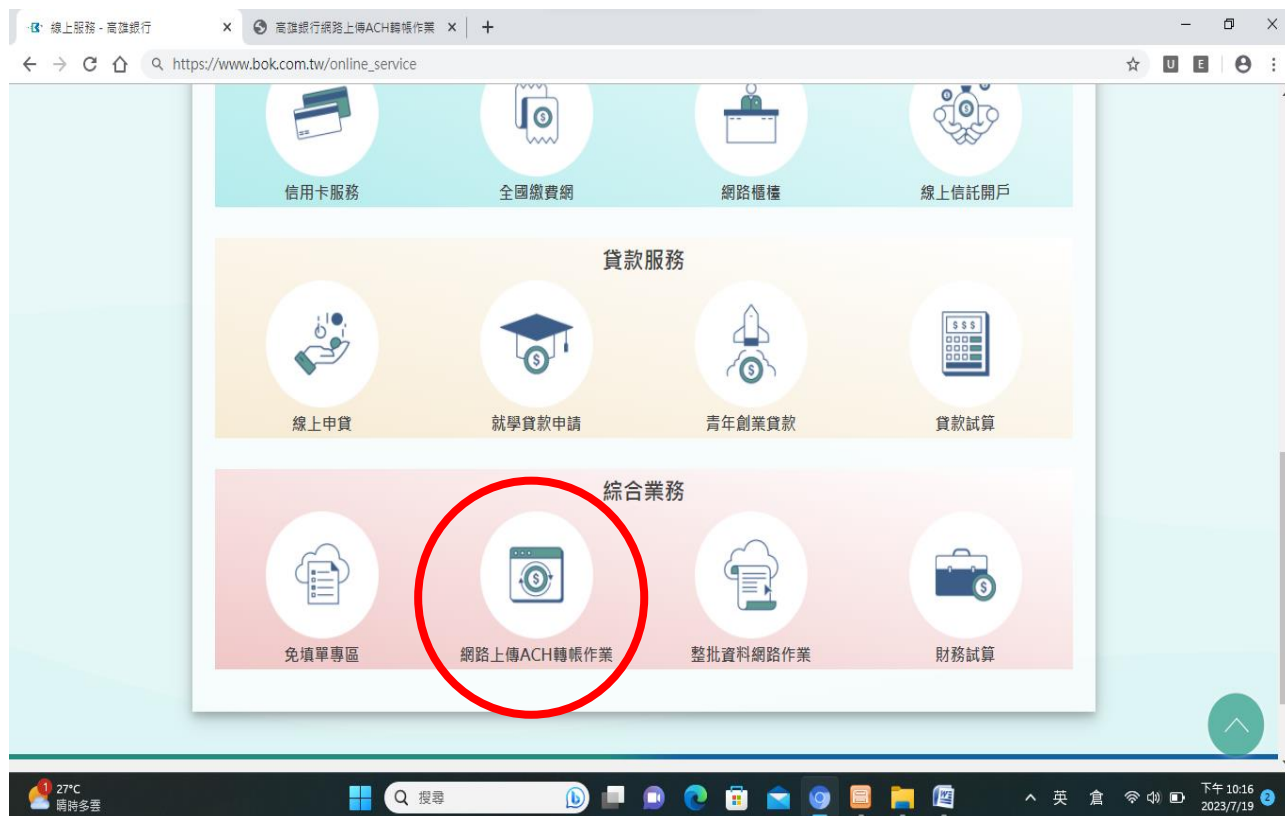 線上服務 - 高雄銀行
高雄銀行網路上傳ACH轉帳作業
https://www.bok.com.tw/online_service
U E
信用卡服務 全國繳費網 網路櫃檯 線上信託開戶
貸款服務
$ $ $ $ $
線上申貸 就學貸款申請 青年創業貸款 貸款試算
綜合業務
$ $
免填單專區 網路上傳ACH轉帳作業 整批資料網路作業 財務試算
1 27°C
晴時多雲
搜尋
英 倉
下午 10:16
2023/7/19
2